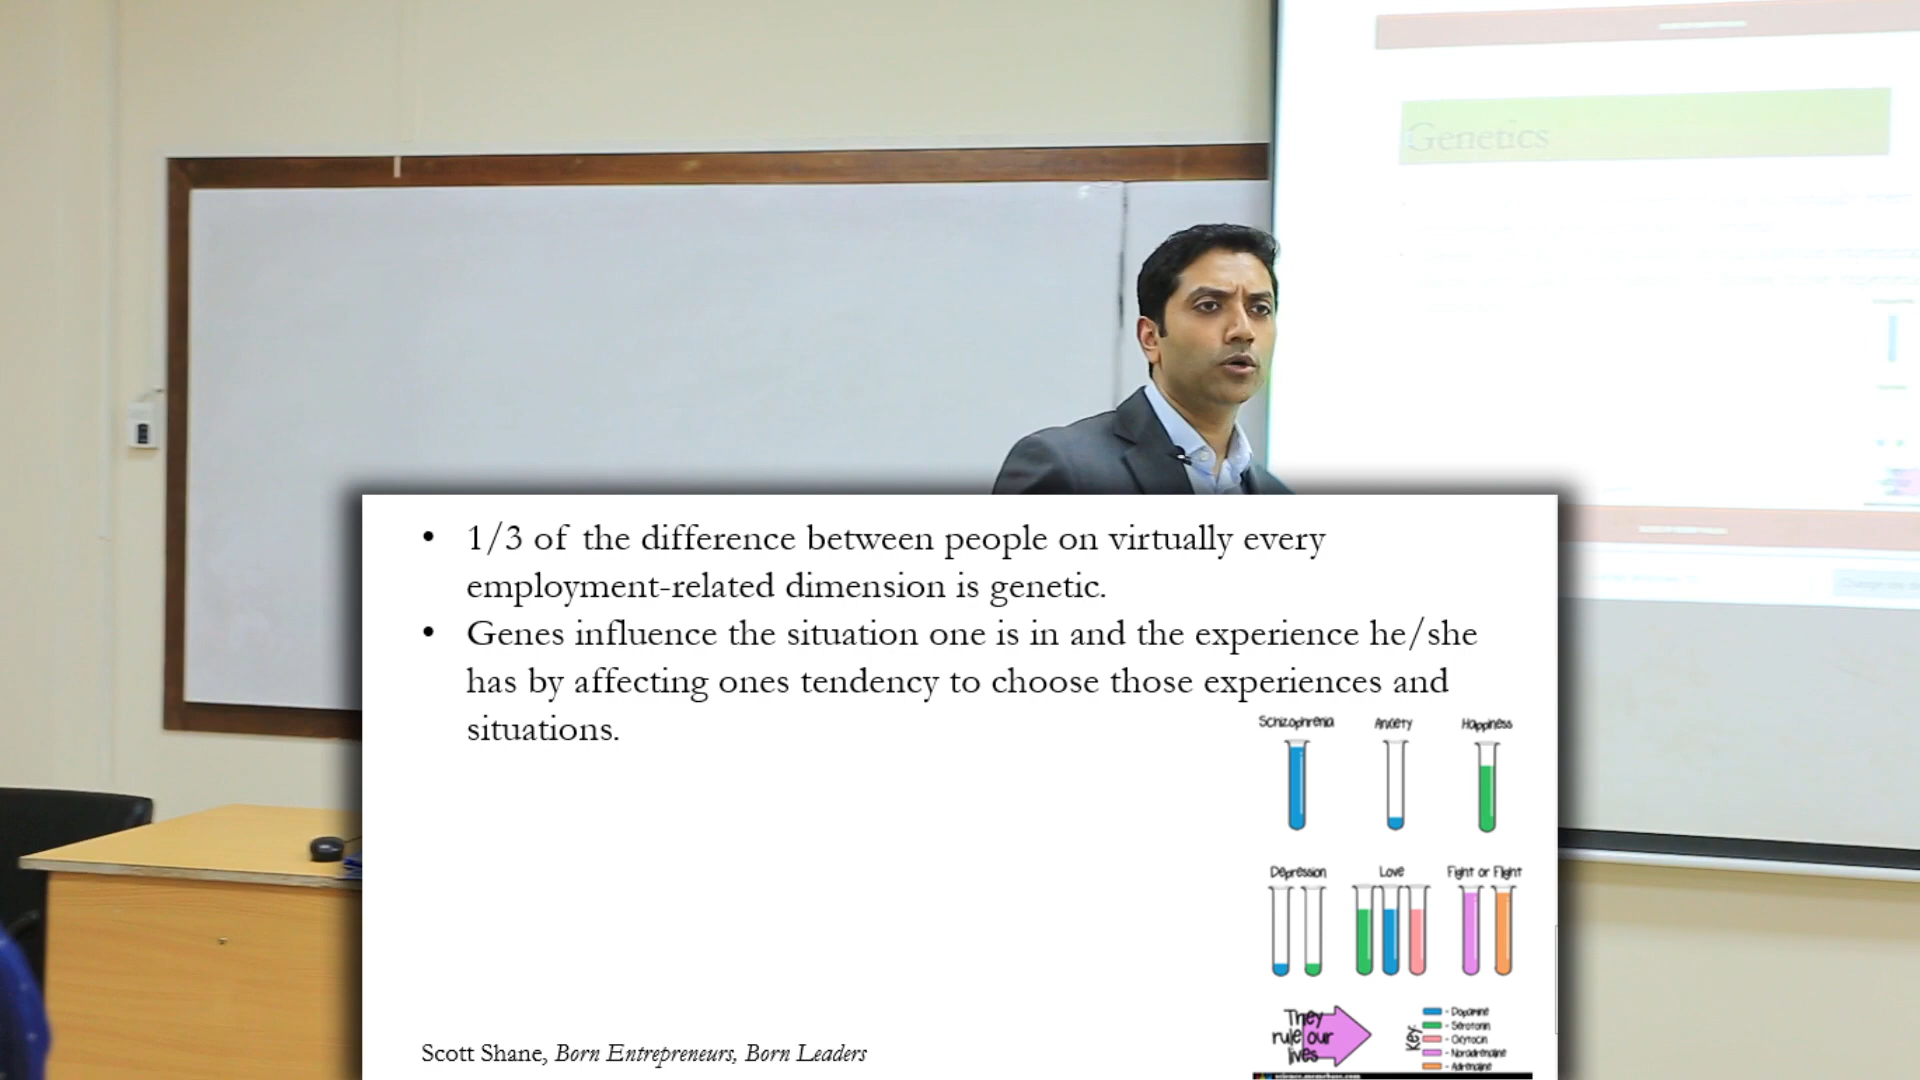 Genetics
• 1/3 of the difference between people on virtually every
employment-related dimension is genetic.
• Genes influence the situation one is in and the experience he/she
has by affecting ones tendency to choose those experiences and
situations.
Schizophrenia Anxiety Happiness
Depression Love Fight or Flight
They
rule our
lives
Key:
- Dopamine
- Serotonin
- Oxytocin
- Noradrenaline
- Adrenaline
Scott Shane, Born Entrepreneurs, Born Leaders